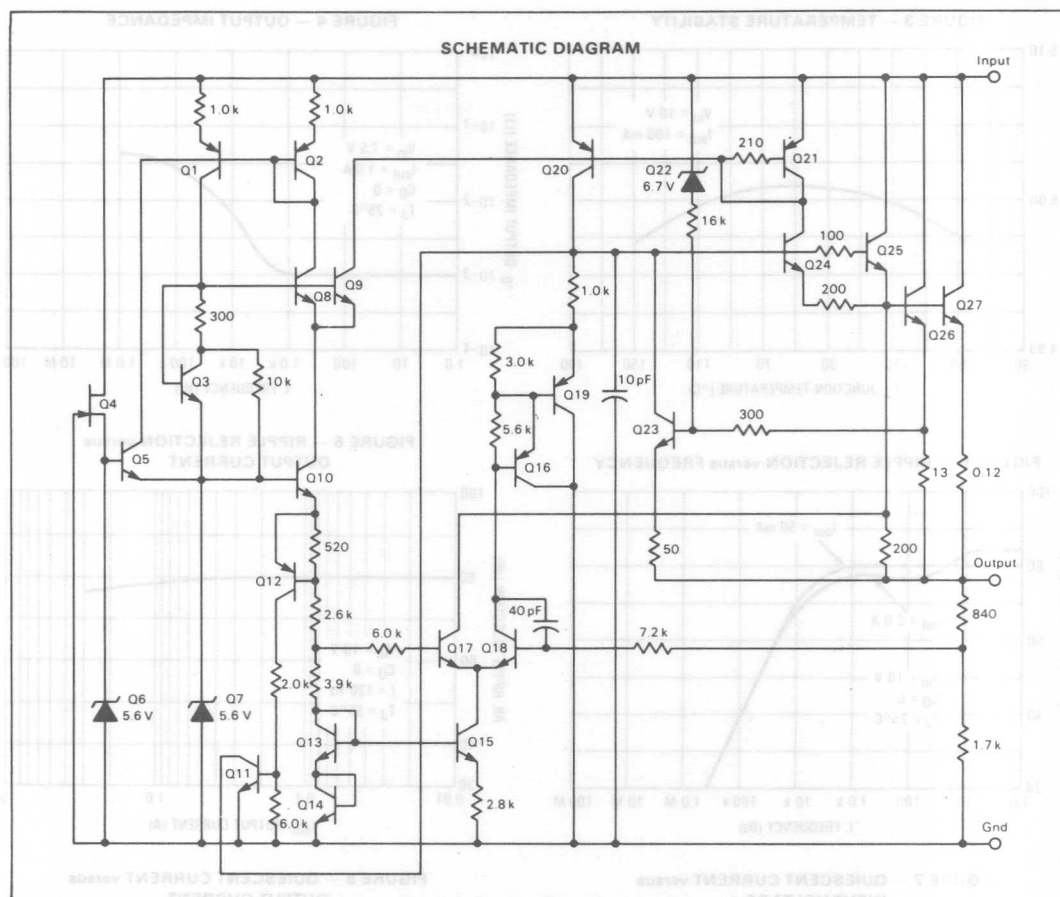 SCHEMATIC DIAGRAM
Input
1.0 k
1.0 k
Q1
Q2
Q20
Q22
6.7 V
210
Q21
16 k
100
Q25
Q24
Q8
Q9
1.0 k
200
Q27
Q26
300
3.0 k
Q3
10 k
Q19
10 pF
Q4
Q23
300
5.6 k
Q5
Q16
13
0.12
Q10
520
50
200
Output
Q12
2.6 k
40 pF
840
6.0 k
Q17
Q18
7.2 k
2.0 k
3.9 k
Q6
5.6 V
Q7
5.6 V
Q13
Q15
1.7 k
Q11
Q14
6.0 k
2.8 k
Gnd